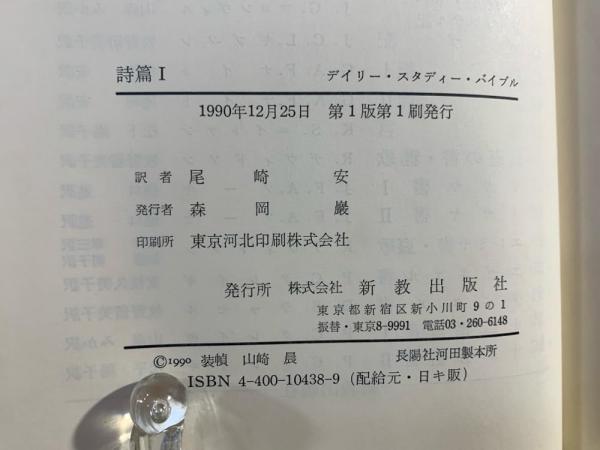 詩篇Ⅰ　デイリー・スタディー・バイブル
1990年12月25日　第1版第1刷発行
訳者　尾崎安
発行者　森岡巖
印刷所　東京河北印刷株式会社
発行所　株式会社　新教出版社
東京都新宿区新小川町9の1
振替・東京8-9991　電話03・260-6148
©1990　装幀　山崎　晨　長陽社河田製本所
ISBN 4-400-10438-9（配給元・日キ販）